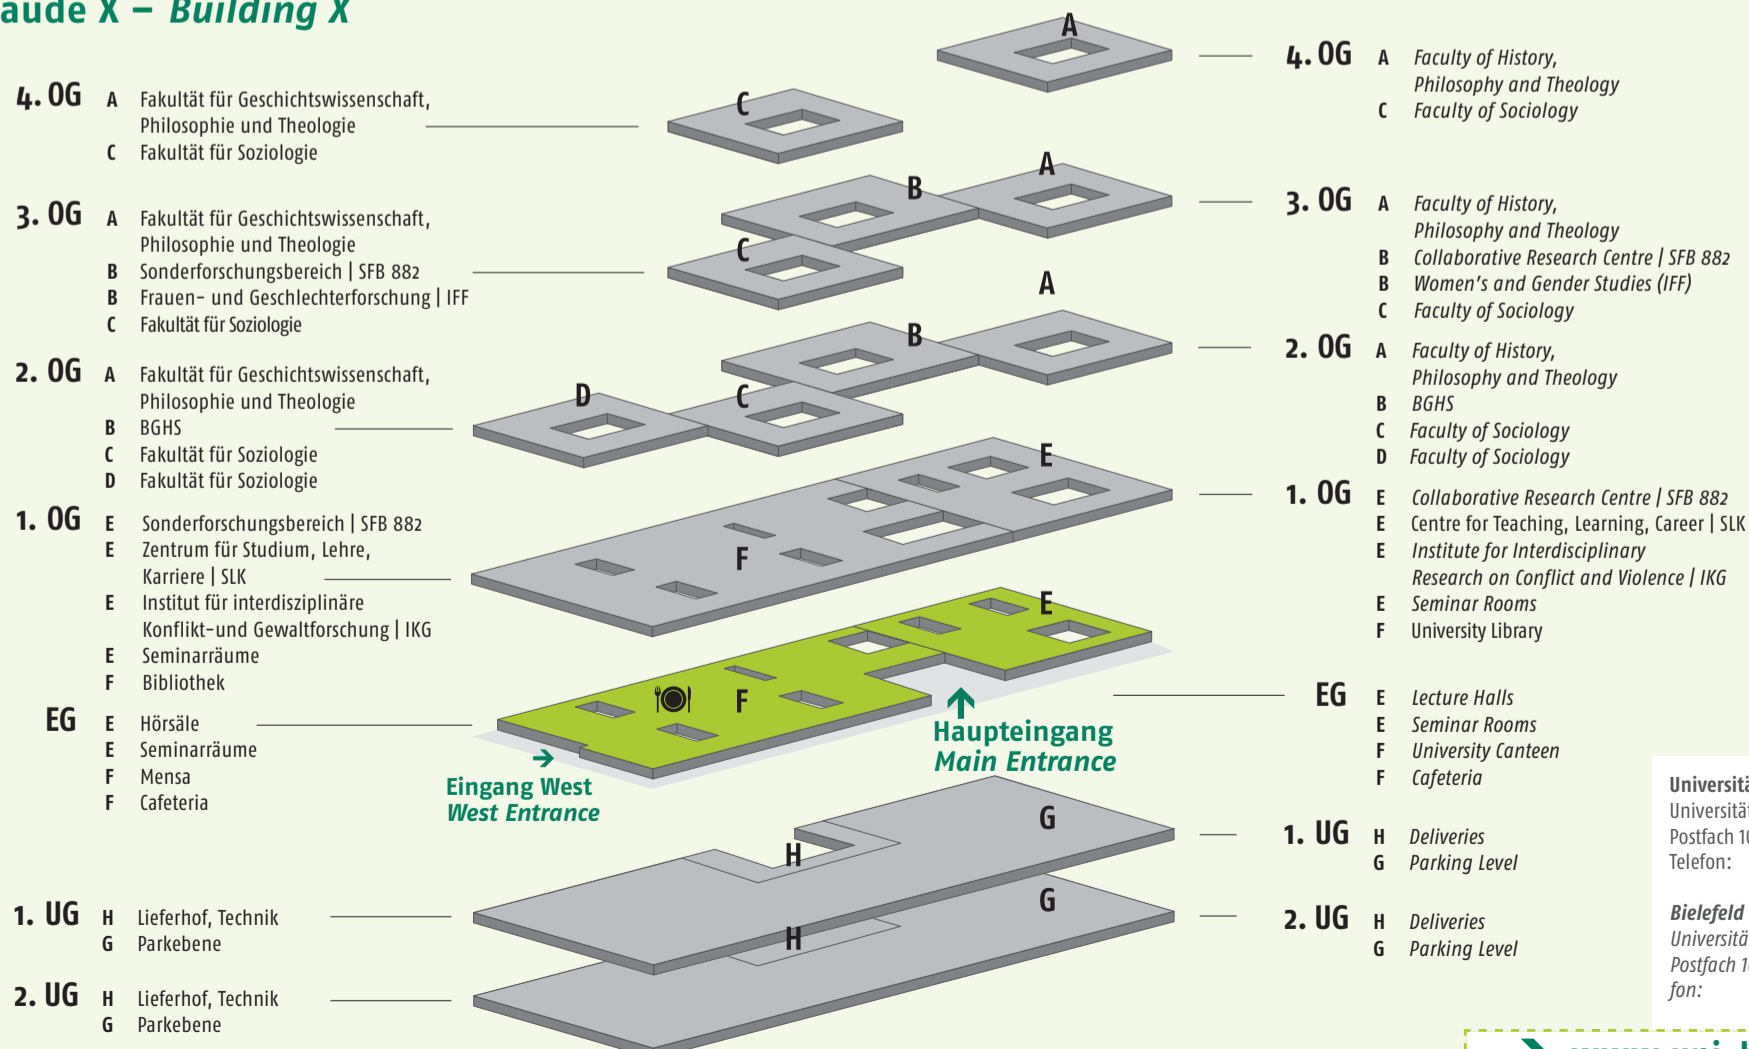 äude X – Building X
4. OG A Fakultät für Geschichtswissenschaft,
Philosophie und Theologie
C Fakultät für Soziologie
3. OG A Fakultät für Geschichtswissenschaft,
Philosophie und Theologie
B Sonderforschungsbereich | SFB 882
B Frauen- und Geschlechterforschung | IFF
C Fakultät für Soziologie
2. OG A Fakultät für Geschichtswissenschaft,
Philosophie und Theologie
B BGHS
C Fakultät für Soziologie
D Fakultät für Soziologie
1. OG E Sonderforschungsbereich | SFB 882
E Zentrum für Studium, Lehre,
Karriere | SLK
E Institut für interdisziplinäre
Konflikt-und Gewaltforschung | IKG
E Seminarräume
F Bibliothek
EG E Hörsäle
E Seminarräume
F Mensa
F Cafeteria
1. UG H Lieferhof, Technik
G Parkebene
2. UG H Lieferhof, Technik
G Parkebene
A
C
A
B
C
A
B
C
D
E
F
E
F
Haupteingang
Main Entrance
Eingang West
West Entrance
G
H
G
H
4. OG A Faculty of History,
Philosophy and Theology
C Faculty of Sociology
3. OG A Faculty of History,
Philosophy and Theology
B Collaborative Research Centre | SFB 882
B Women's and Gender Studies (IFF)
C Faculty of Sociology
2. OG A Faculty of History,
Philosophy and Theology
B BGHS
C Faculty of Sociology
D Faculty of Sociology
1. OG E Collaborative Research Centre | SFB 882
E Centre for Teaching, Learning, Career | SLK
E Institute for Interdisciplinary
Research on Conflict and Violence | IKG
E Seminar Rooms
F University Library
EG E Lecture Halls
E Seminar Rooms
F University Canteen
F Cafeteria
1. UG H Deliveries
G Parking Level
2. UG H Deliveries
G Parking Level
Universitä
Universität
Postfach 10
Telefon:
Bielefeld
Universitä
Postfach 1
fon: